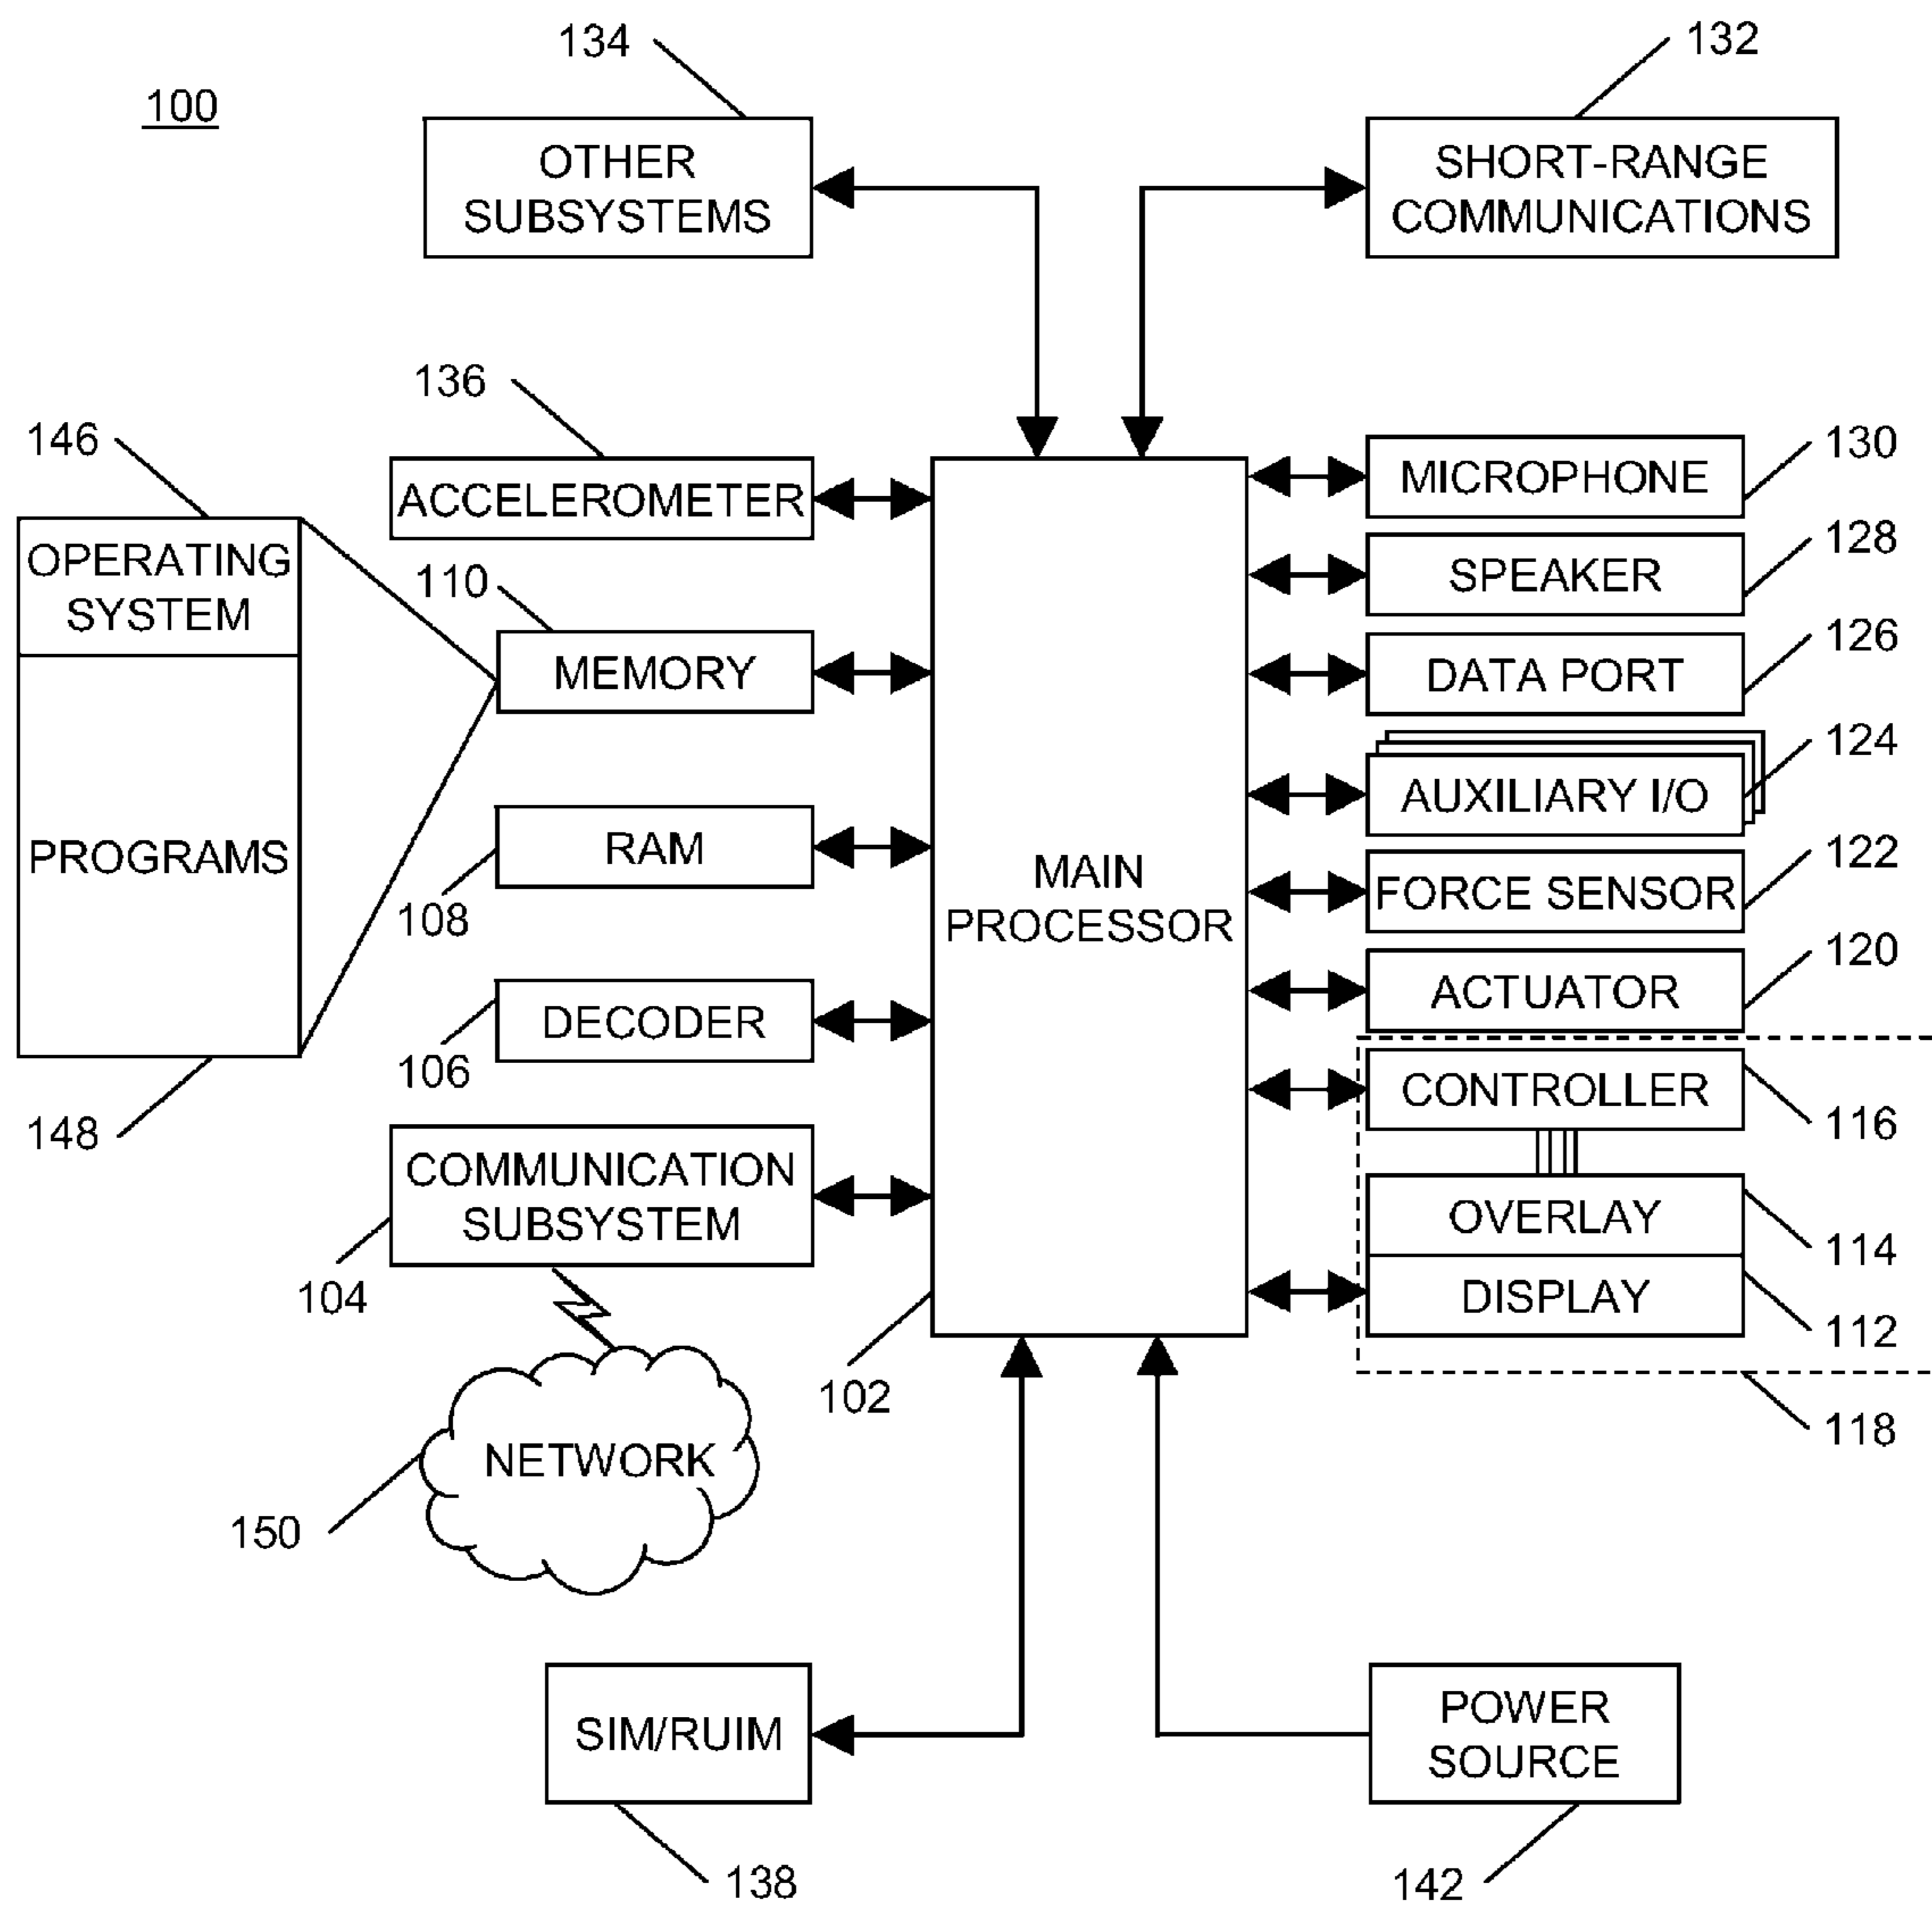 134
132
100
OTHER
SUBSYSTEMS
SHORT-RANGE
COMMUNICATIONS
136
146
ACCELEROMETER
OPERATING
SYSTEM
110
MEMORY
PROGRAMS
RAM
108
DECODER
106
148
COMMUNICATION
SUBSYSTEM
104
MAIN
PROCESSOR
102
MICROPHONE
130
SPEAKER
128
DATA PORT
126
AUXILIARY I/O
124
FORCE SENSOR
122
ACTUATOR
120
CONTROLLER
116
OVERLAY
114
DISPLAY
112
118
NETWORK
150
SIM/RUIM
138
POWER
SOURCE
142